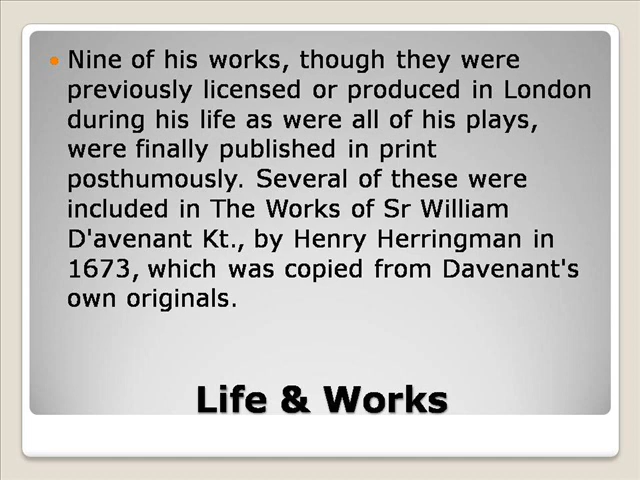 Nine of his works, though they were
previously licensed or produced in London
during his life as were all of his plays,
were finally published in print
posthumously. Several of these were
included in The Works of Sr William
D'avenant Kt., by Henry Herringman in
1673, which was copied from Davenant's
own originals.
Life & Works